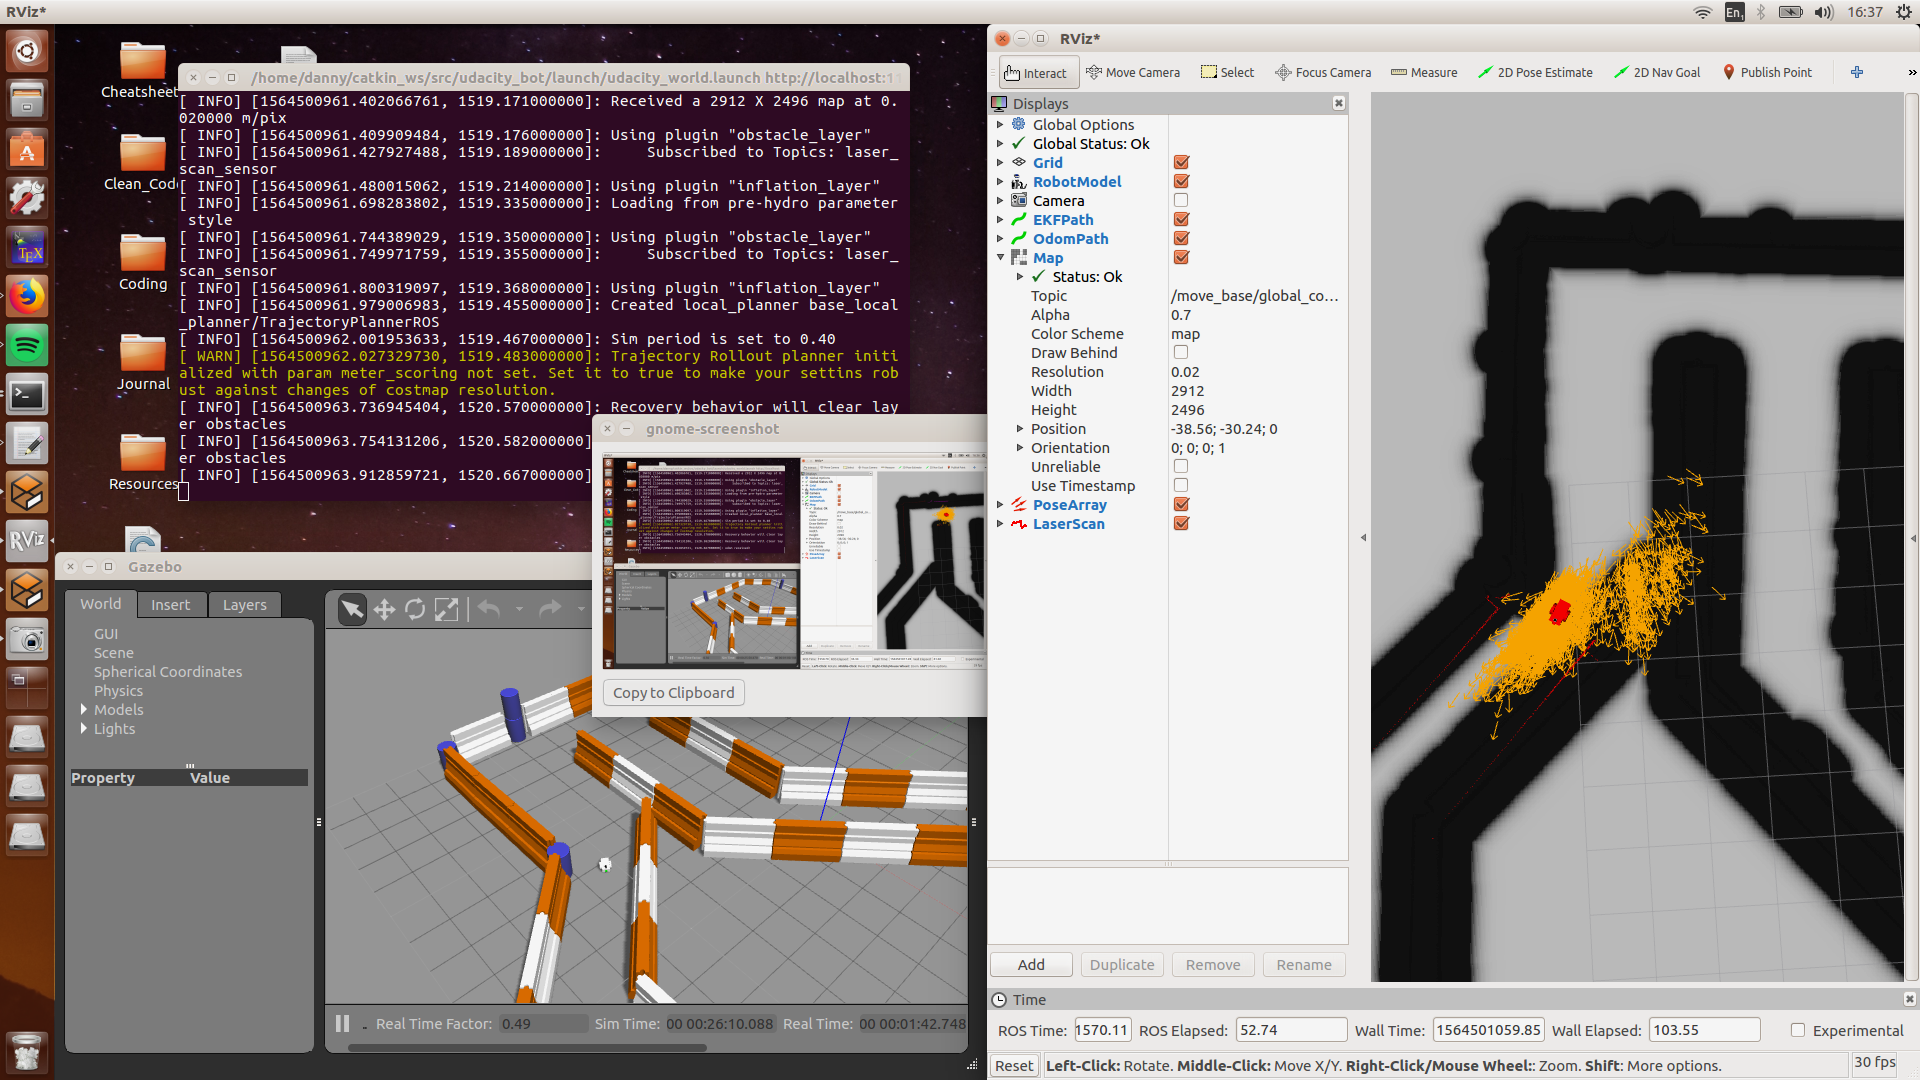 RViz*
En1
16:37
Cheatsheet
Clean_Code
Coding
Journal
Resources
/home/danny/catkin_ws/src/udacity_bot/launch/udacity_world.launch http://localhost:11
[ INFO] [1564500961.402066761, 1519.171000000]: Received a 2912 X 2496 map at 0.
020000 m/pix
[ INFO] [1564500961.409909484, 1519.176000000]: Using plugin "obstacle_layer"
[ INFO] [1564500961.427927488, 1519.189000000]:     Subscribed to Topics: laser_
scan_sensor
[ INFO] [1564500961.480015062, 1519.214000000]: Using plugin "inflation_layer"
[ INFO] [1564500961.698283802, 1519.335000000]: Loading from pre-hydro parameter
 style
[ INFO] [1564500961.744389029, 1519.350000000]: Using plugin "obstacle_layer"
[ INFO] [1564500961.749971759, 1519.355000000]:     Subscribed to Topics: laser_
scan_sensor
[ INFO] [1564500961.800319097, 1519.368000000]: Using plugin "inflation_layer"
[ INFO] [1564500961.979006983, 1519.455000000]: Created local_planner base_local
_planner/TrajectoryPlannerROS
[ INFO] [1564500962.001953633, 1519.467000000]: Sim period is set to 0.40
[ WARN] [1564500962.027329730, 1519.483000000]: Trajectory Rollout planner initi
alized with param meter_scoring not set. Set it to true to make your settins rob
ust against changes of costmap resolution.
[ INFO] [1564500963.736945404, 1520.570000000]: Recovery behavior will clear lay
er obstacles
[ INFO] [1564500963.754131206, 1520.582000000]
er obstacles
[ INFO] [1564500963.912859721, 1520.667000000]
gnome-screenshot
Copy to Clipboard
Gazebo
World
Insert
Layers
GUI
Scene
Spherical Coordinates
Physics
Models
Lights
Property Value
Real Time Factor: 0.49 Sim Time: 00 00:26:10.088 Real Time: 00 00:01:42.748
RViz*
Interact
Move Camera
Select
Focus Camera
Measure
2D Pose Estimate
2D Nav Goal
Publish Point
Displays
Global Options
Global Status: Ok
Grid
RobotModel
Camera
EKFPath
OdomPath
Map
Status: Ok
Topic /move_base/global_co...
Alpha 0.7
Color Scheme map
Draw Behind
Resolution 0.02
Width 2912
Height 2496
Position -38.56; -30.24; 0
Orientation 0; 0; 0; 1
Unreliable
Use Timestamp
PoseArray
LaserScan
Add
Duplicate
Remove
Rename
Time
ROS Time: 1570.11 ROS Elapsed: 52.74 Wall Time: 1564501059.85 Wall Elapsed: 103.55 Experimental
Reset
Left-Click: Rotate. Middle-Click: Move X/Y. Right-Click/Mouse Wheel:: Zoom. Shift: More options.
30 fps